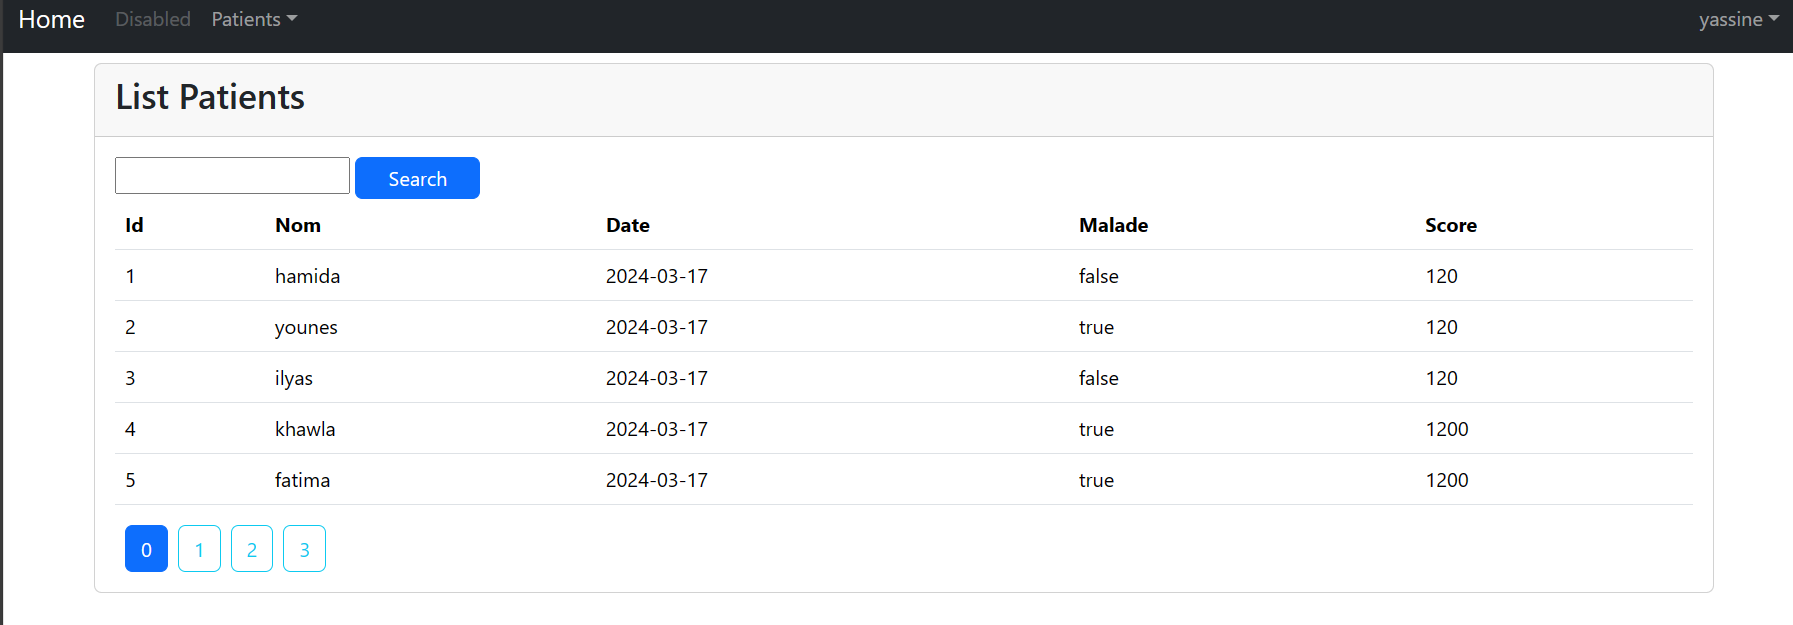 Home Disabled Patients yassine
List Patients
Search
Id Nom Date Malade Score
1 hamida 2024-03-17 false 120
2 younes 2024-03-17 true 120
3 ilyas 2024-03-17 false 120
4 khawla 2024-03-17 true 1200
5 fatima 2024-03-17 true 1200
0 1 2 3